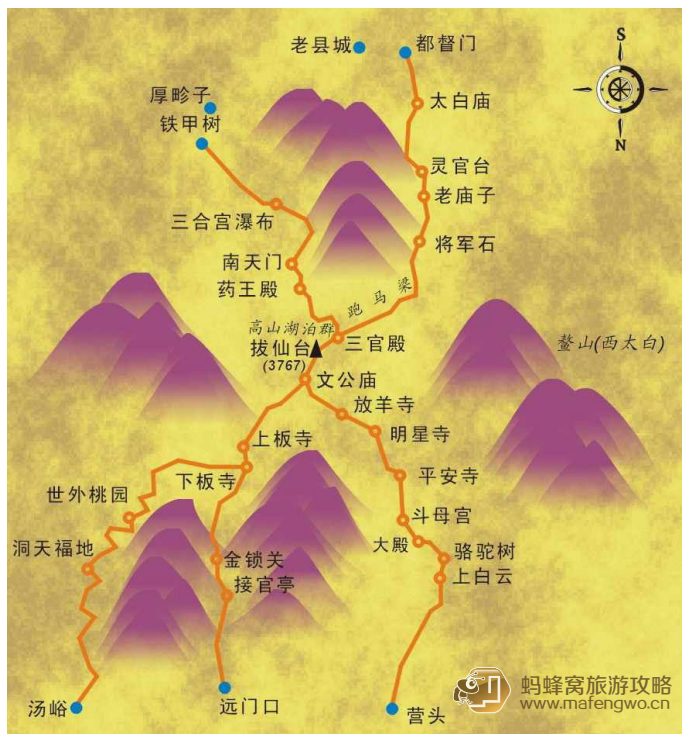 老县城
都督门
S
N
厚畛子
铁甲树
太白庙
灵官台
老庙子
三合宫瀑布
将军石
南天门
药王殿
跑马梁
高山湖泊群
拔仙台
(3767)
三官殿
鳌山(西太白)
文公庙
放羊寺
明星寺
上板寺
下板寺
平安寺
世外桃园
斗母宫
大殿
洞天福地
骆驼树
金锁关
上白云
接官亭
汤峪
远门口
营头
蚂蜂窝旅游攻略
www.mafengwo.cn